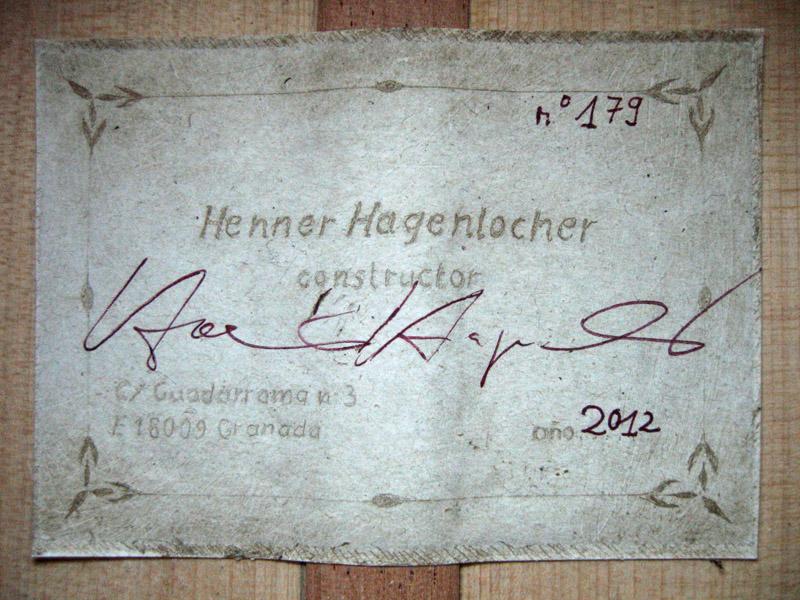 nº 179
Henner Hagenlocher
constructor
C/ Guadarrama nº 3
E 18009 Granada
año 2012